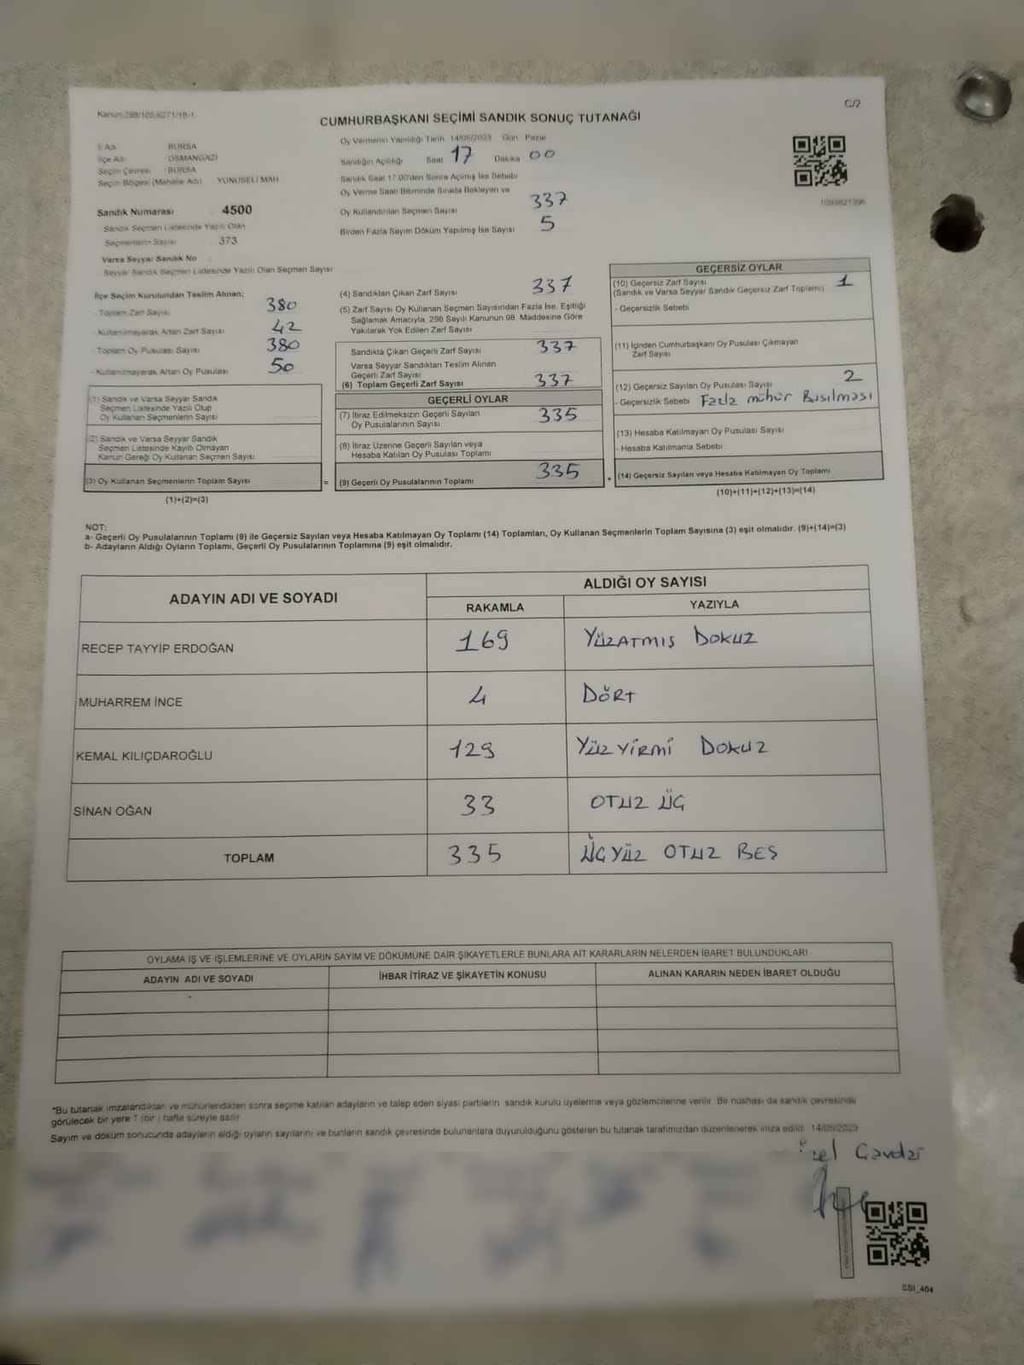 C/2
CUMHURBAŞKANI SEÇİMİ SANDIK SONUÇ TUTANAĞI
Oy Vermenin Yapıldığı Tarih 14/05/2023 Gün Pazar
İl Adı BURSA
İlçe Adı OSMANGAZİ
Seçim Çevresi BURSA
Seçim Bölgesi (Mahalle Adı) YUNUSELİ MAH
Sandık Numarası 4500
Sandık Seçmen Listesinde Yazılı Olan
Seçmenlerin Sayısı 373
Varsa Seyyar Sandık No
Seyyar Sandık Seçmen Listesinde Yazılı Olan Seçmen Sayısı
Sandığın Açıldığı Saat 17 Dakika 00
Sandık Saat 17.00'den Sonra Açılmış İse Sebebi
Oy Verme Saati Bitiminde Sırada Bekleyen ve
Oy Kullandırılan Seçmen Sayısı 337
Birden Fazla Sayım Döküm Yapılmış İse Sayısı 5
İlçe Seçim Kurulundan Teslim Alınan;
Toplam Zarf Sayısı 380
Kullanılmayarak Artan Zarf Sayısı 42
Toplam Oy Pusulası Sayısı 380
Kullanılmayarak Artan Oy Pusulası 50
(1) Sandık ve Varsa Seyyar Sandık
Seçmen Listesinde Yazılı Olup
Oy Kullanan Seçmenlerin Sayısı
(2) Sandık ve Varsa Seyyar Sandık
Seçmen Listesinde Kayıtlı Olmayan
Kanun Gereği Oy Kullanan Seçmen Sayısı
(3) Oy Kullanan Seçmenlerin Toplam Sayısı
=
(1)+(2)=(3)
(4) Sandıktan Çıkan Zarf Sayısı 337
(5) Zarf Sayısı Oy Kullanan Seçmen Sayısından Fazla İse, Eşitliği
Sağlamak Amacıyla, 298 Sayılı Kanunun 98. Maddesine Göre
Yakılarak Yok Edilen Zarf Sayısı
Sandıkta Çıkan Geçerli Zarf Sayısı 337
Varsa Seyyar Sandıktan Teslim Alınan
Geçerli Zarf Sayısı
(6) Toplam Geçerli Zarf Sayısı 337
GEÇERLİ OYLAR
(7) İtiraz Edilmeksizin Geçerli Sayılan
Oy Pusulalarının Sayısı 335
(8) İtiraz Üzerine Geçerli Sayılan veya
Hesaba Katılan Oy Pusulası Toplamı
(9) Geçerli Oy Pusulalarının Toplamı 335
+
GEÇERSİZ OYLAR
(10) Geçersiz Zarf Sayısı 1
(Sandık ve Varsa Seyyar Sandık Geçersiz Zarf Toplamı)
- Geçersizlik Sebebi
(11) İçinden Cumhurbaşkanı Oy Pusulası Çıkmayan
Zarf Sayısı
(12) Geçersiz Sayılan Oy Pusulası Sayısı 2
- Geçersizlik Sebebi Fazla mühür Basılması
(13) Hesaba Katılmayan Oy Pusulası Sayısı
- Hesaba Katılmama Sebebi
(14) Geçersiz Sayılan veya Hesaba Katılmayan Oy Toplamı
(10)+(11)+(12)+(13)=(14)
NOT:
a- Geçerli Oy Pusulalarının Toplamı (9) ile Geçersiz Sayılan veya Hesaba Katılmayan Oy Toplamı (14) Toplamları, Oy Kullanan Seçmenlerin Toplam Sayısına (3) eşit olmalıdır. (9)+(14)=(3)
b- Adayların Aldığı Oyların Toplamı, Geçerli Oy Pusulalarının Toplamına (9) eşit olmalıdır.
ADAYIN ADI VE SOYADI ALDIĞI OY SAYISI
RAKAMLA YAZIYLA
RECEP TAYYİP ERDOĞAN 169 YÜZATMIŞ DOKUZ
MUHARREM İNCE 4 DÖRT
KEMAL KILIÇDAROĞLU 129 YÜZ YİRMİ DOKUZ
SİNAN OĞAN 33 OTUZ ÜÇ
TOPLAM 335 ÜÇ YÜZ OTUZ BEŞ
OYLAMA İŞ VE İŞLEMLERİNE VE OYLARIN SAYIM VE DÖKÜMÜNE DAİR ŞİKAYETLERLE BUNLARA AİT KARARLARIN NELERDEN İBARET BULUNDUKLARI
ADAYIN ADI VE SOYADI İHBAR İTİRAZ VE ŞİKAYETİN KONUSU ALINAN KARARIN NEDEN İBARET OLDUĞU
*Bu tutanak imzalandıktan ve mühürlendikten sonra seçime katılan adayların ve talep eden siyasi partilerin sandık kurulu üyelerine veya gözlemcilerine verilir. Bir nüshası da sandık çevresinde
görülecek bir yere 1 (bir) hafta süreyle asılır.
Sayım ve döküm sonucunda adayların aldığı oyların sayılarını ve bunların sandık çevresinde bulunanlara duyurulduğunu gösteren bu tutanak tarafımızdan düzenlenerek imza edildi. 14/05/2023